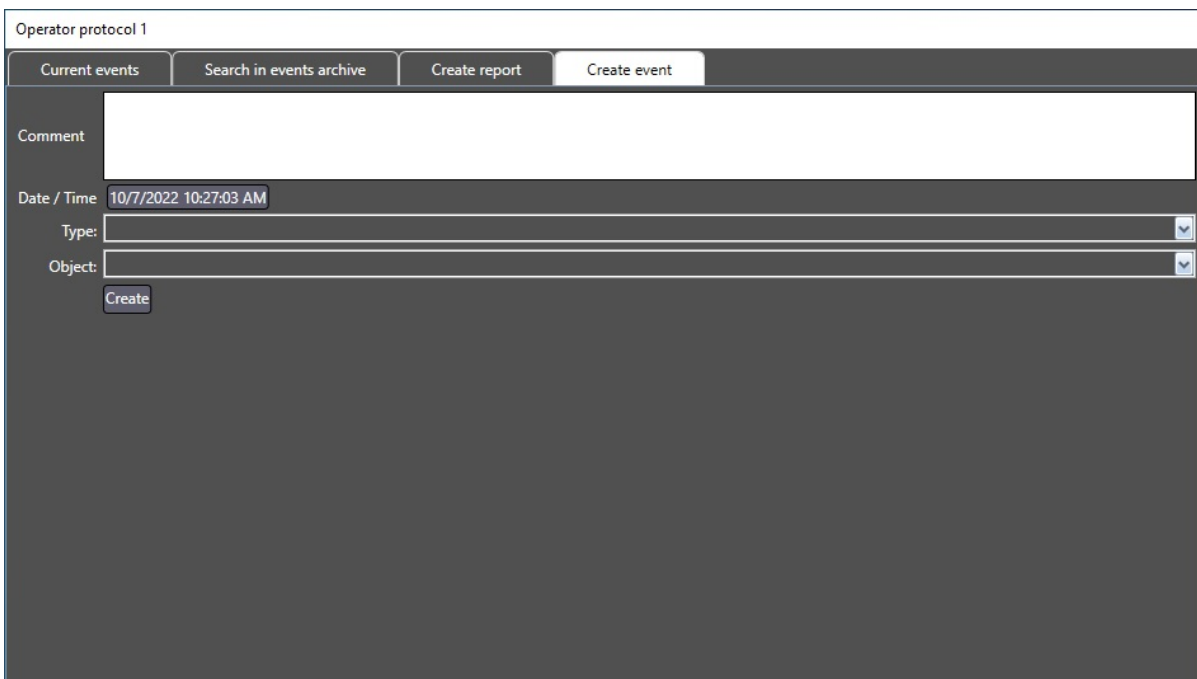 Operator protocol 1
Current events Search in events archive Create report Create event
Comment
Date / Time 10/7/2022 10:27:03 AM
Type:
Object:
Create